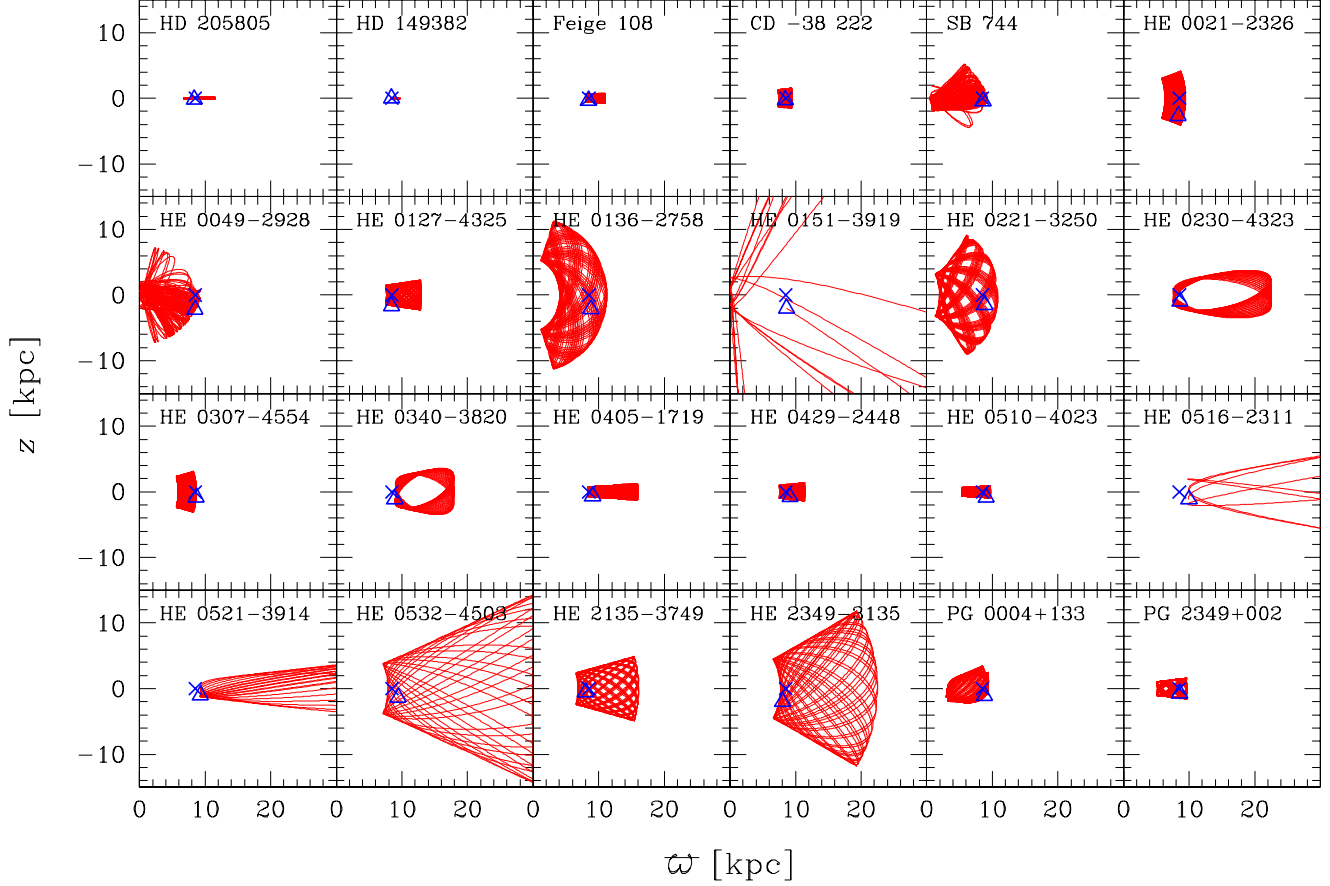 HD 205805 HD 149382 Feige 108 CD −38 222 SB 744 HE 0021−2326
10
0
−10
HE 0049−2928 HE 0127−4325 HE 0136−2758 HE 0151−3919 HE 0221−3250 HE 0230−4323
10
0
−10
z [kpc]
HE 0307−4554 HE 0340−3820 HE 0405−1719 HE 0429−2448 HE 0510−4023 HE 0516−2311
10
0
−10
HE 0521−3914 HE 0532−4503 HE 2135−3749 HE 2349−3135 PG 0004+133 PG 2349+002
10
0
−10
0 10 20 0 10 20 0 10 20 0 10 20 0 10 20 0 10 20 30
ϖ [kpc]